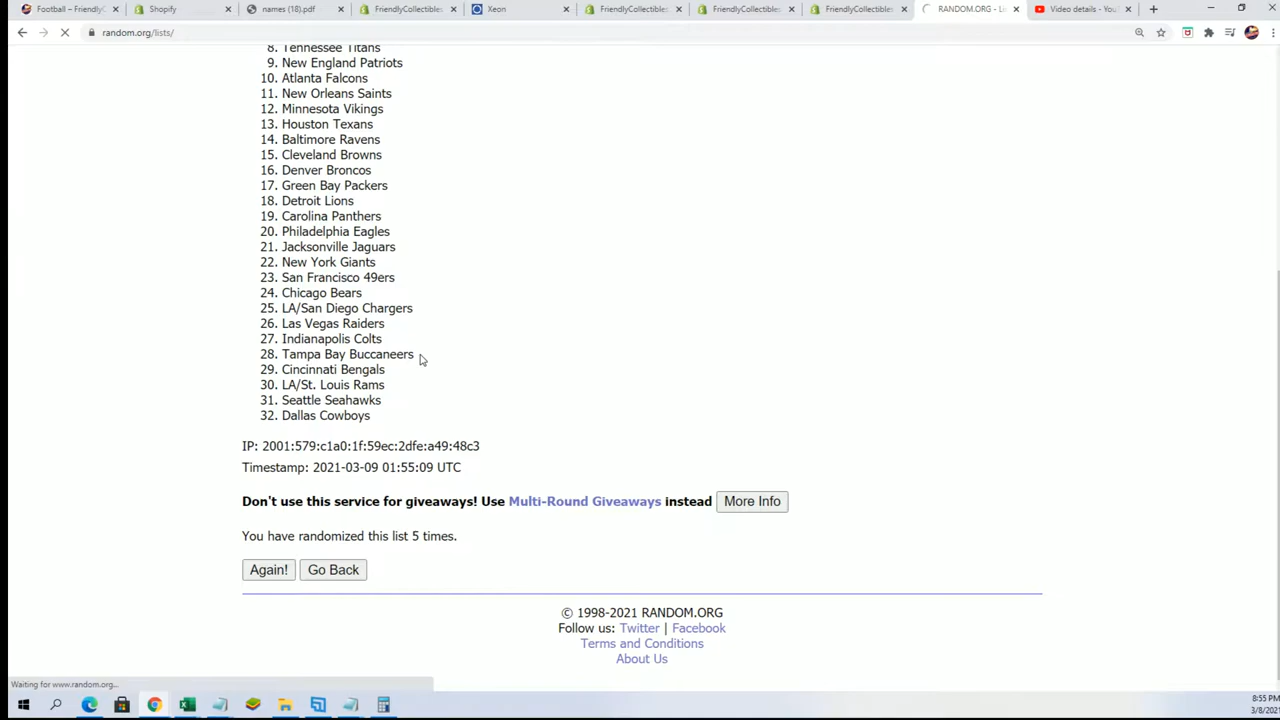 Football – FriendlyC
Shopify
names (18).pdf
FriendlyCollectibles
Xeon
FriendlyCollectibles
FriendlyCollectibles
FriendlyCollectibles
RANDOM.ORG - Li
Video details - You
random.org/lists/
8. Tennessee Titans
9. New England Patriots
10. Atlanta Falcons
11. New Orleans Saints
12. Minnesota Vikings
13. Houston Texans
14. Baltimore Ravens
15. Cleveland Browns
16. Denver Broncos
17. Green Bay Packers
18. Detroit Lions
19. Carolina Panthers
20. Philadelphia Eagles
21. Jacksonville Jaguars
22. New York Giants
23. San Francisco 49ers
24. Chicago Bears
25. LA/San Diego Chargers
26. Las Vegas Raiders
27. Indianapolis Colts
28. Tampa Bay Buccaneers
29. Cincinnati Bengals
30. LA/St. Louis Rams
31. Seattle Seahawks
32. Dallas Cowboys
IP: 2001:579:c1a0:1f:59ec:2dfe:a49:48c3
Timestamp: 2021-03-09 01:55:09 UTC
Don't use this service for giveaways! Use Multi-Round Giveaways instead More Info
You have randomized this list 5 times.
Again! Go Back
© 1998-2021 RANDOM.ORG
Follow us: Twitter | Facebook
Terms and Conditions
About Us
Waiting for www.random.org...
8:55 PM
3/8/2021